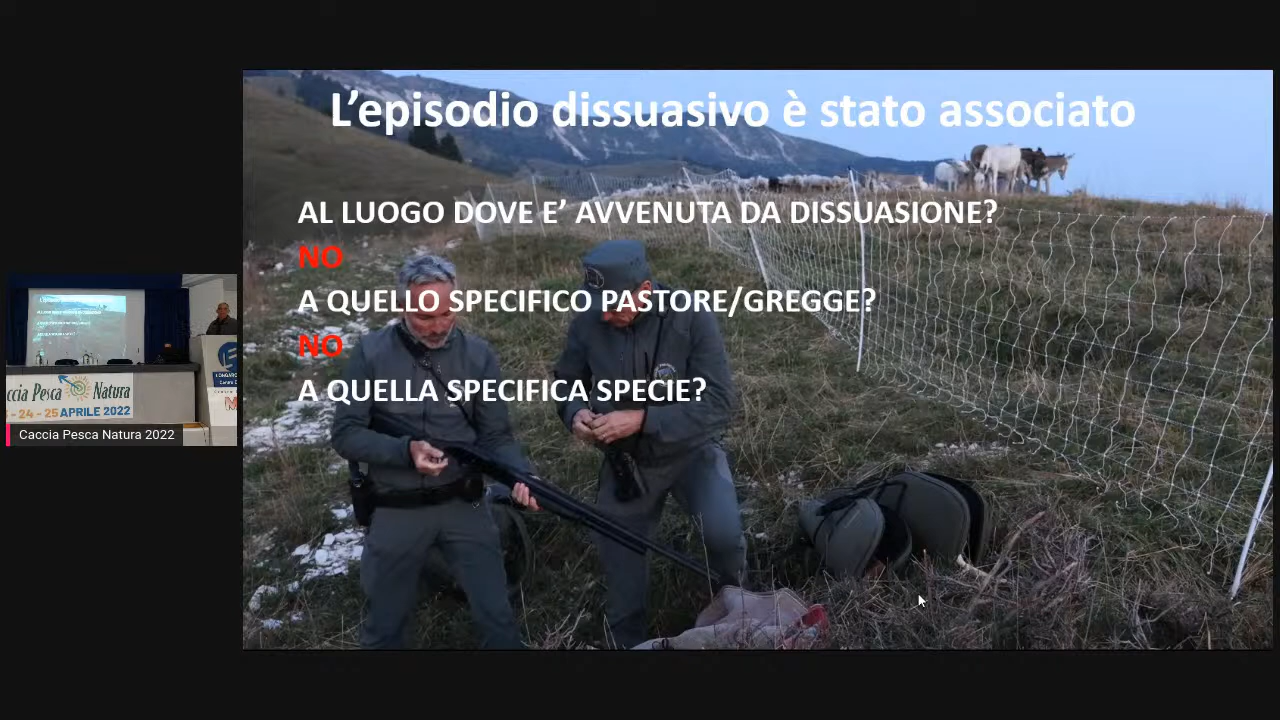 L'episodio dissuasivo è stato associato
AL LUOGO DOVE E' AVVENUTA DA DISSUASIONE?
NO
A QUELLO SPECIFICO PASTORE/GREGGE?
NO
A QUELLA SPECIFICA SPECIE?
ccia Pesca Natura
- 24 - 25 APRILE 2022
Caccia Pesca Natura 2022